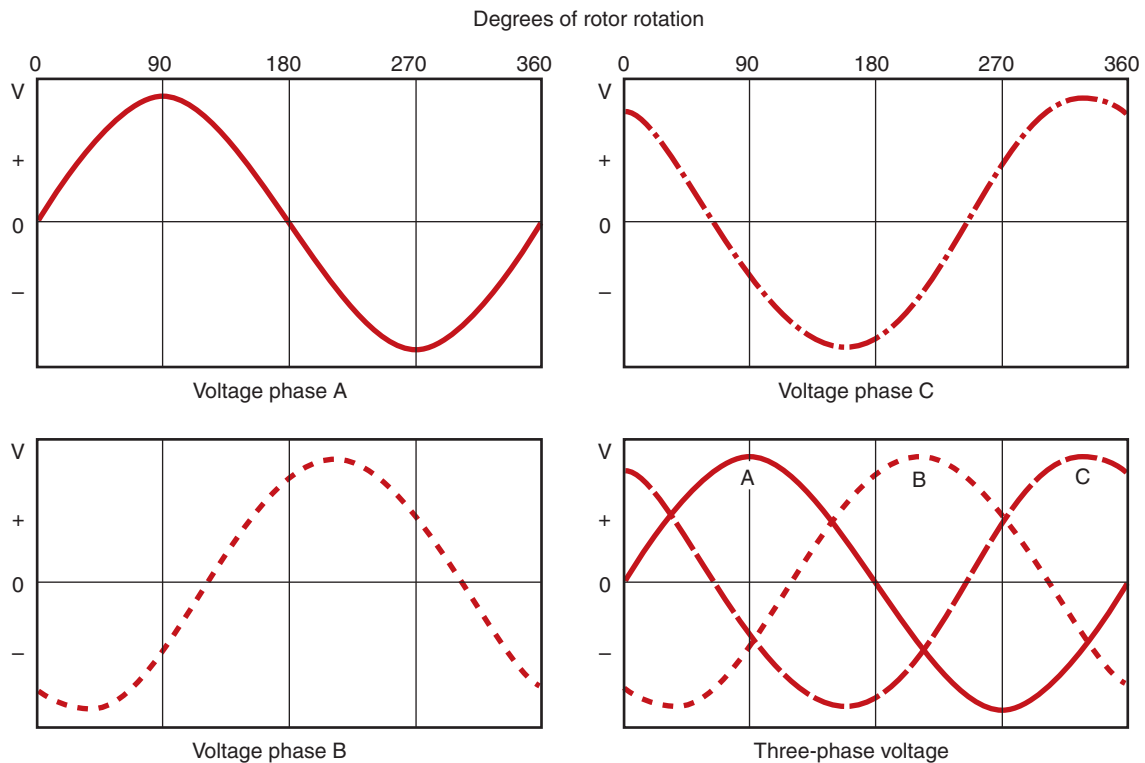 Degrees of rotor rotation
0 90 180 270 360
V
+
0
–
Voltage phase A
0 90 180 270 360
V
+
0
–
Voltage phase C
V
+
0
–
Voltage phase B
V
+
0
–
A B C
Three-phase voltage